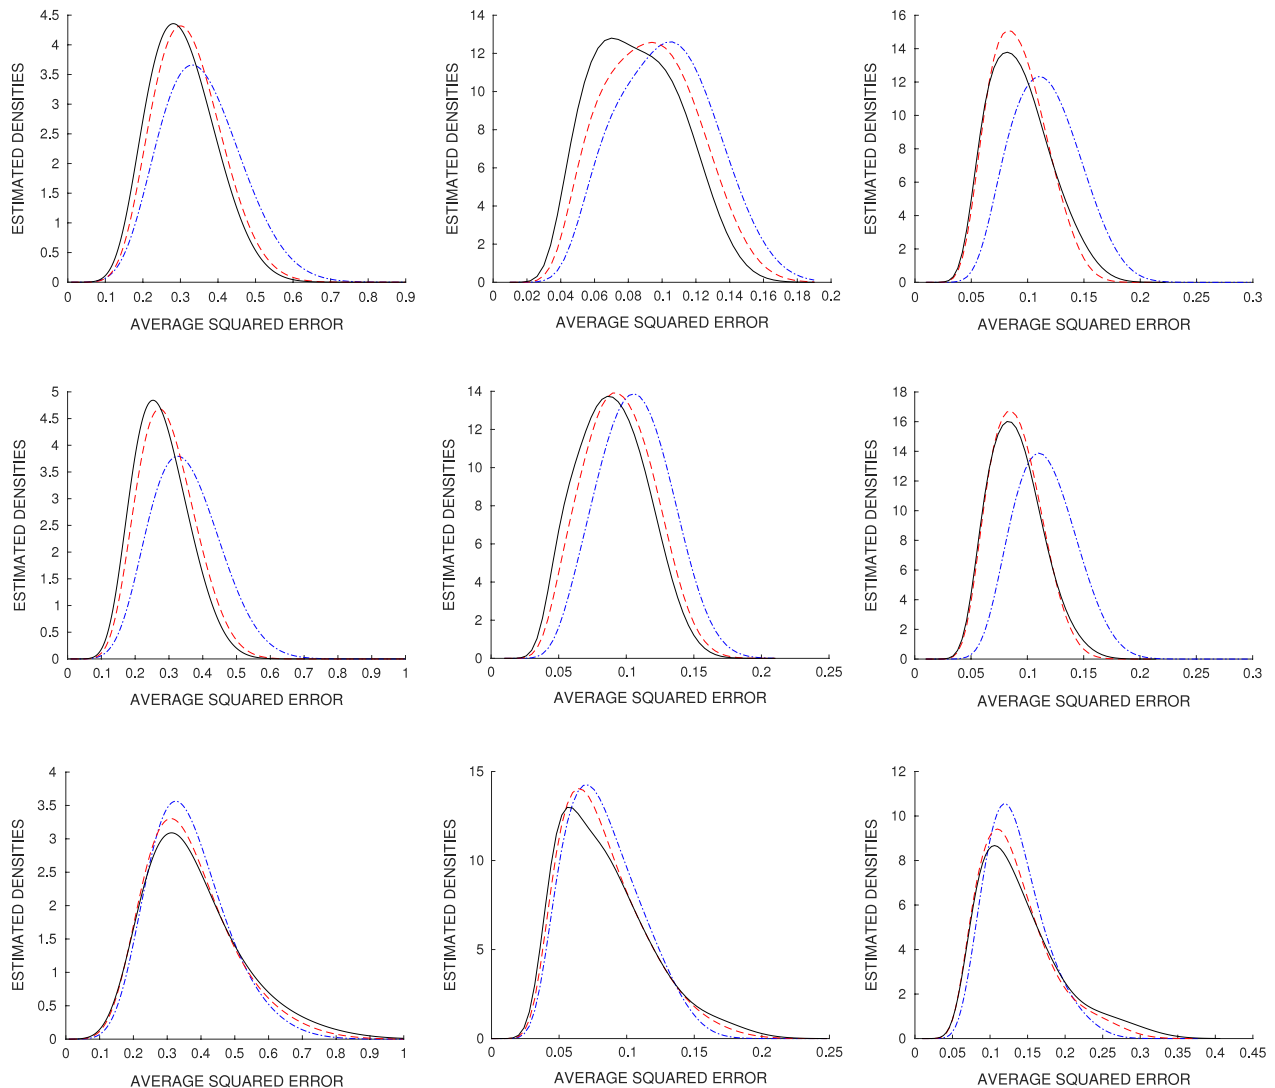 4.5
4
3.5
3
2.5
2
1.5
1
0.5
0
ESTIMATED DENSITIES
0 0.1 0.2 0.3 0.4 0.5 0.6 0.7 0.8 0.9
AVERAGE SQUARED ERROR
14
12
10
8
6
4
2
0
ESTIMATED DENSITIES
0 0.02 0.04 0.06 0.08 0.1 0.12 0.14 0.16 0.18 0.2
AVERAGE SQUARED ERROR
16
14
12
10
8
6
4
2
0
ESTIMATED DENSITIES
0 0.05 0.1 0.15 0.2 0.25 0.3
AVERAGE SQUARED ERROR
5
4.5
4
3.5
3
2.5
2
1.5
1
0.5
0
ESTIMATED DENSITIES
0 0.1 0.2 0.3 0.4 0.5 0.6 0.7 0.8 0.9 1
AVERAGE SQUARED ERROR
14
12
10
8
6
4
2
0
ESTIMATED DENSITIES
0 0.05 0.1 0.15 0.2 0.25
AVERAGE SQUARED ERROR
18
16
14
12
10
8
6
4
2
0
ESTIMATED DENSITIES
0 0.05 0.1 0.15 0.2 0.25 0.3
AVERAGE SQUARED ERROR
4
3.5
3
2.5
2
1.5
1
0.5
0
ESTIMATED DENSITIES
0 0.1 0.2 0.3 0.4 0.5 0.6 0.7 0.8 0.9 1
AVERAGE SQUARED ERROR
15
10
5
0
ESTIMATED DENSITIES
0 0.05 0.1 0.15 0.2 0.25
AVERAGE SQUARED ERROR
12
10
8
6
4
2
0
ESTIMATED DENSITIES
0 0.05 0.1 0.15 0.2 0.25 0.3 0.35 0.4 0.45
AVERAGE SQUARED ERROR